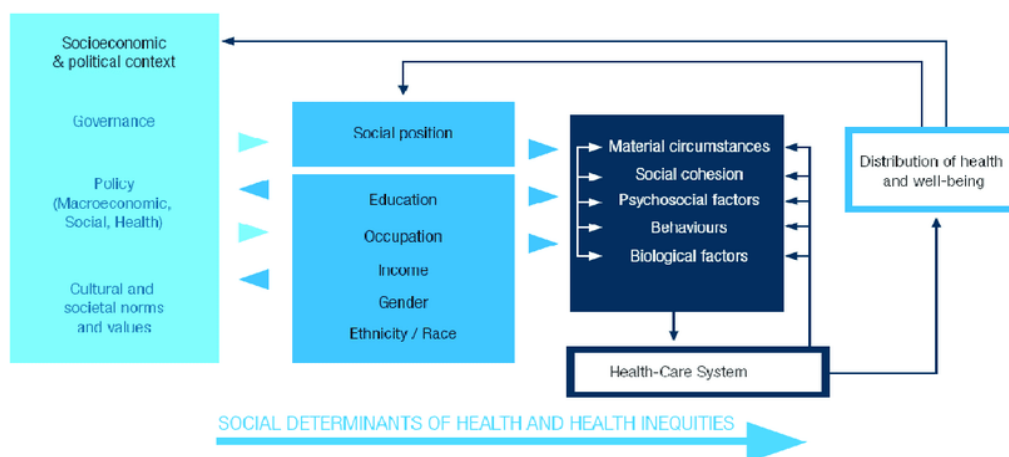 Socioeconomic
& political context
Governance
Policy
(Macroeconomic,
Social, Health)
Cultural and
societal norms
and values
Social position
Education
Occupation
Income
Gender
Ethnicity / Race
Material circumstances
Social cohesion
Psychosocial factors
Behaviours
Biological factors
Health-Care System
Distribution of health
and well-being
SOCIAL DETERMINANTS OF HEALTH AND HEALTH INEQUITIES